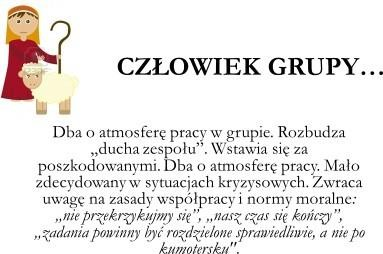 CZŁOWIEK GRUPY…
Dba o atmosferę pracy w grupie. Rozbudza
„ducha zespołu”. Wstawia się za
poszkodowanymi. Dba o atmosferę pracy. Mało
zdecydowany w sytuacjach kryzysowych. Zwraca
uwagę na zasady współpracy i normy moralne:
„nie przekrzykujmy się”, „nasz czas się kończy”,
„zadania powinny być rozdzielone sprawiedliwie, a nie po
kumotersku".